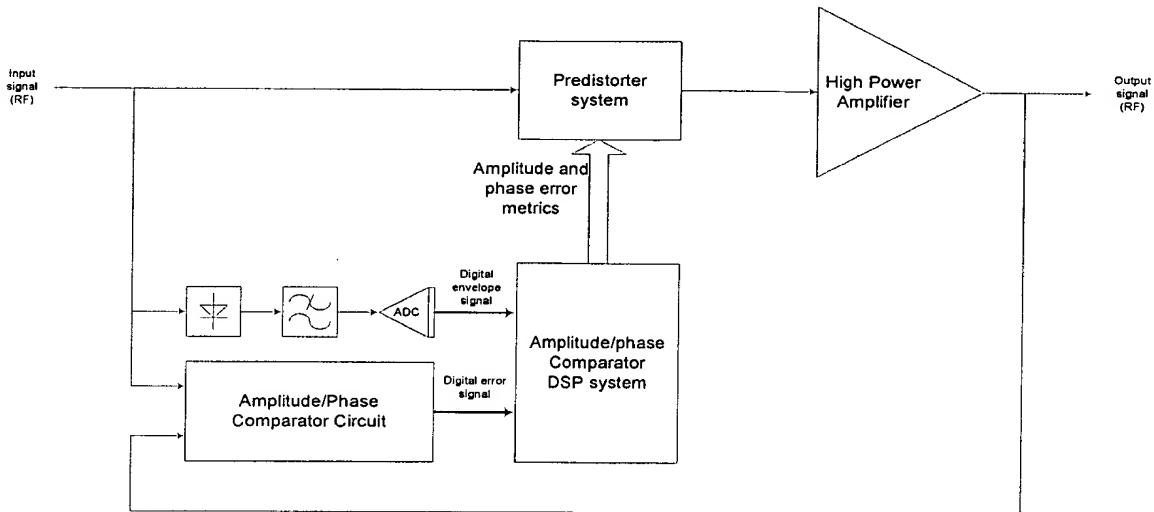 Input
signal
(RF)
Predistorter
system
High Power
Amplifier
Output
signal
(RF)
Amplitude and
phase error
metrics
Digital
envelope
signal
ADC
Amplitude/phase
Comparator
DSP system
Digital error
signal
Amplitude/Phase
Comparator Circuit